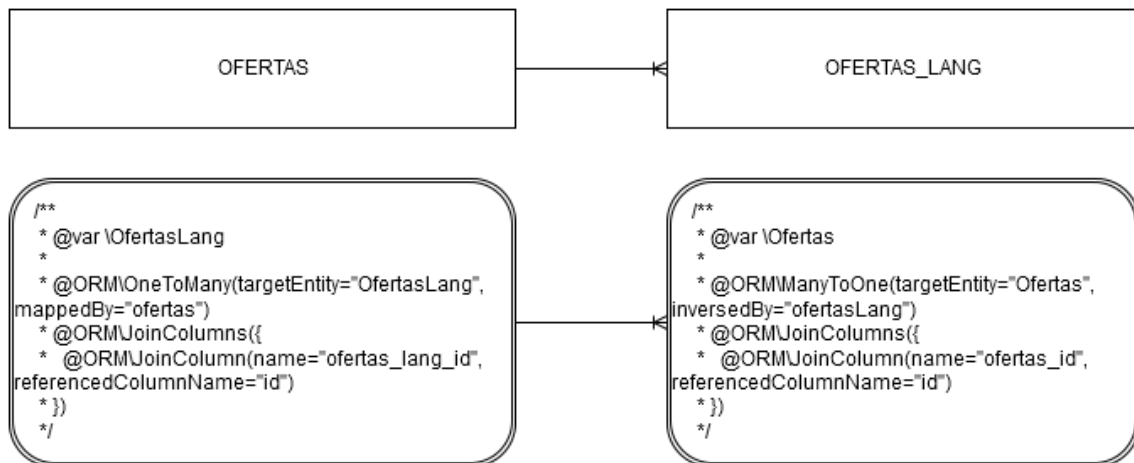 OFERTAS
OFERTAS_LANG
/**
* @var \OfertasLang
*
* @ORM\OneToMany(targetEntity="OfertasLang",
mappedBy="ofertas")
* @ORM\JoinColumns({
*   @ORM\JoinColumn(name="ofertas_lang_id",
referencedColumnName="id")
* })
*/
/**
* @var \Ofertas
*
* @ORM\ManyToOne(targetEntity="Ofertas",
inversedBy="ofertasLang")
* @ORM\JoinColumns({
*   @ORM\JoinColumn(name="ofertas_id",
referencedColumnName="id")
* })
*/